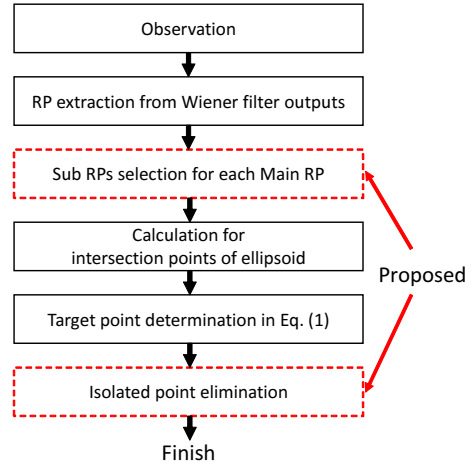 Observation
RP extraction from Wiener filter outputs
Sub RPs selection for each Main RP
Calculation for
intersection points of ellipsoid
Proposed
Target point determination in Eq. (1)
Isolated point elimination
Finish